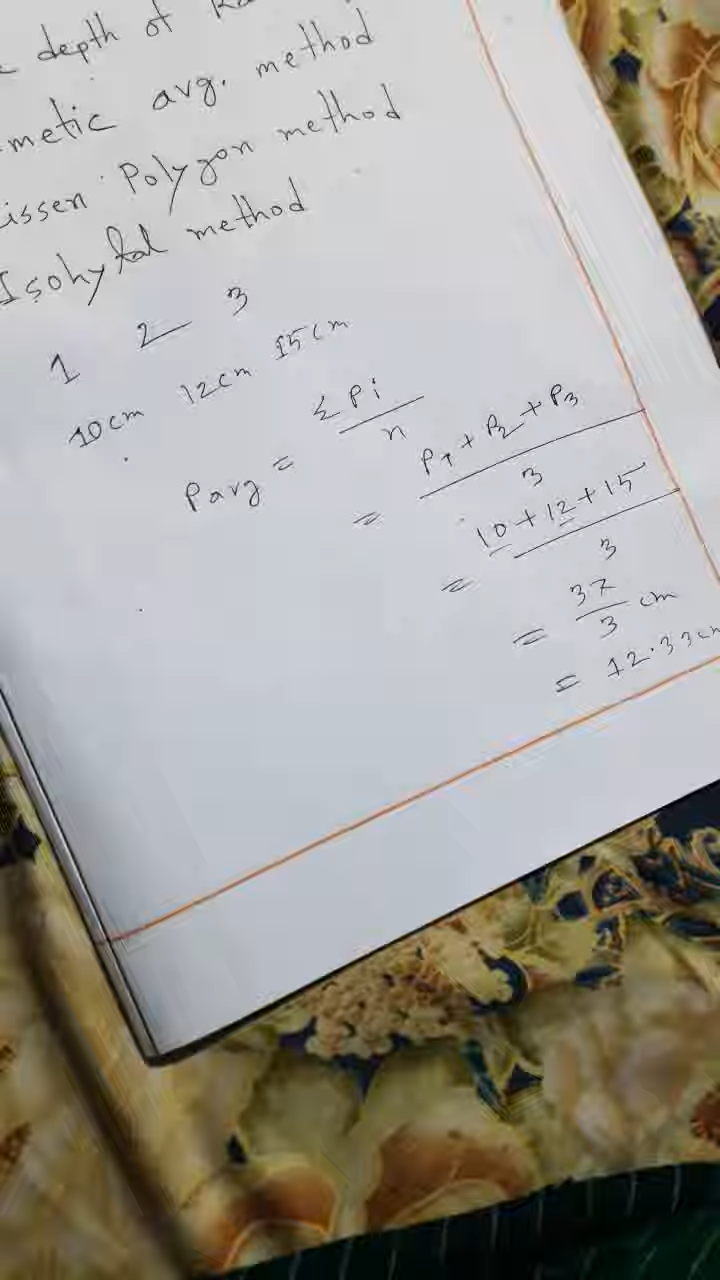 depth of
metic avg. method
issen Polygon method
Isohytal method
1 2 3
10cm 12cm 15cm
Parg = ΣPi / n
= P1 + P2 + P3 / 3
= 10 + 12 + 15 / 3
= 37 / 3 cm
= 12.33cm